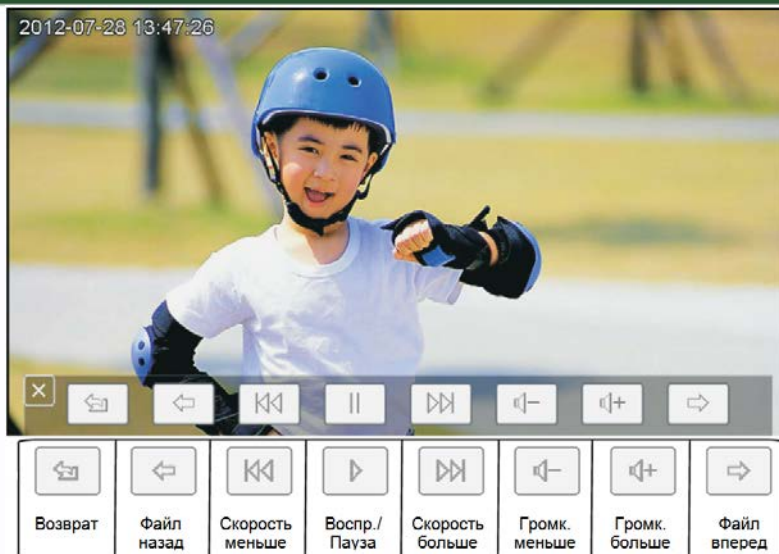 2012-07-28 13:47:26
Возврат
Файл назад
Скорость меньше
Воспр./ Пауза
Скорость больше
Громк. меньше
Громк. больше
Файл вперед